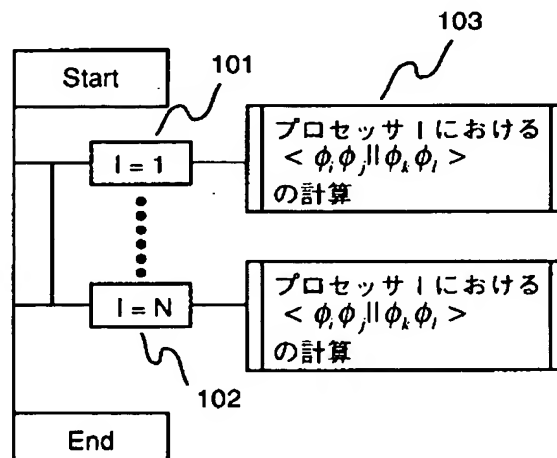 103
101
Start
I = 1
プロセッサ I における
< φiφj||φkφl >
の計算
I = N
プロセッサ I における
< φiφj||φkφl >
の計算
102
End